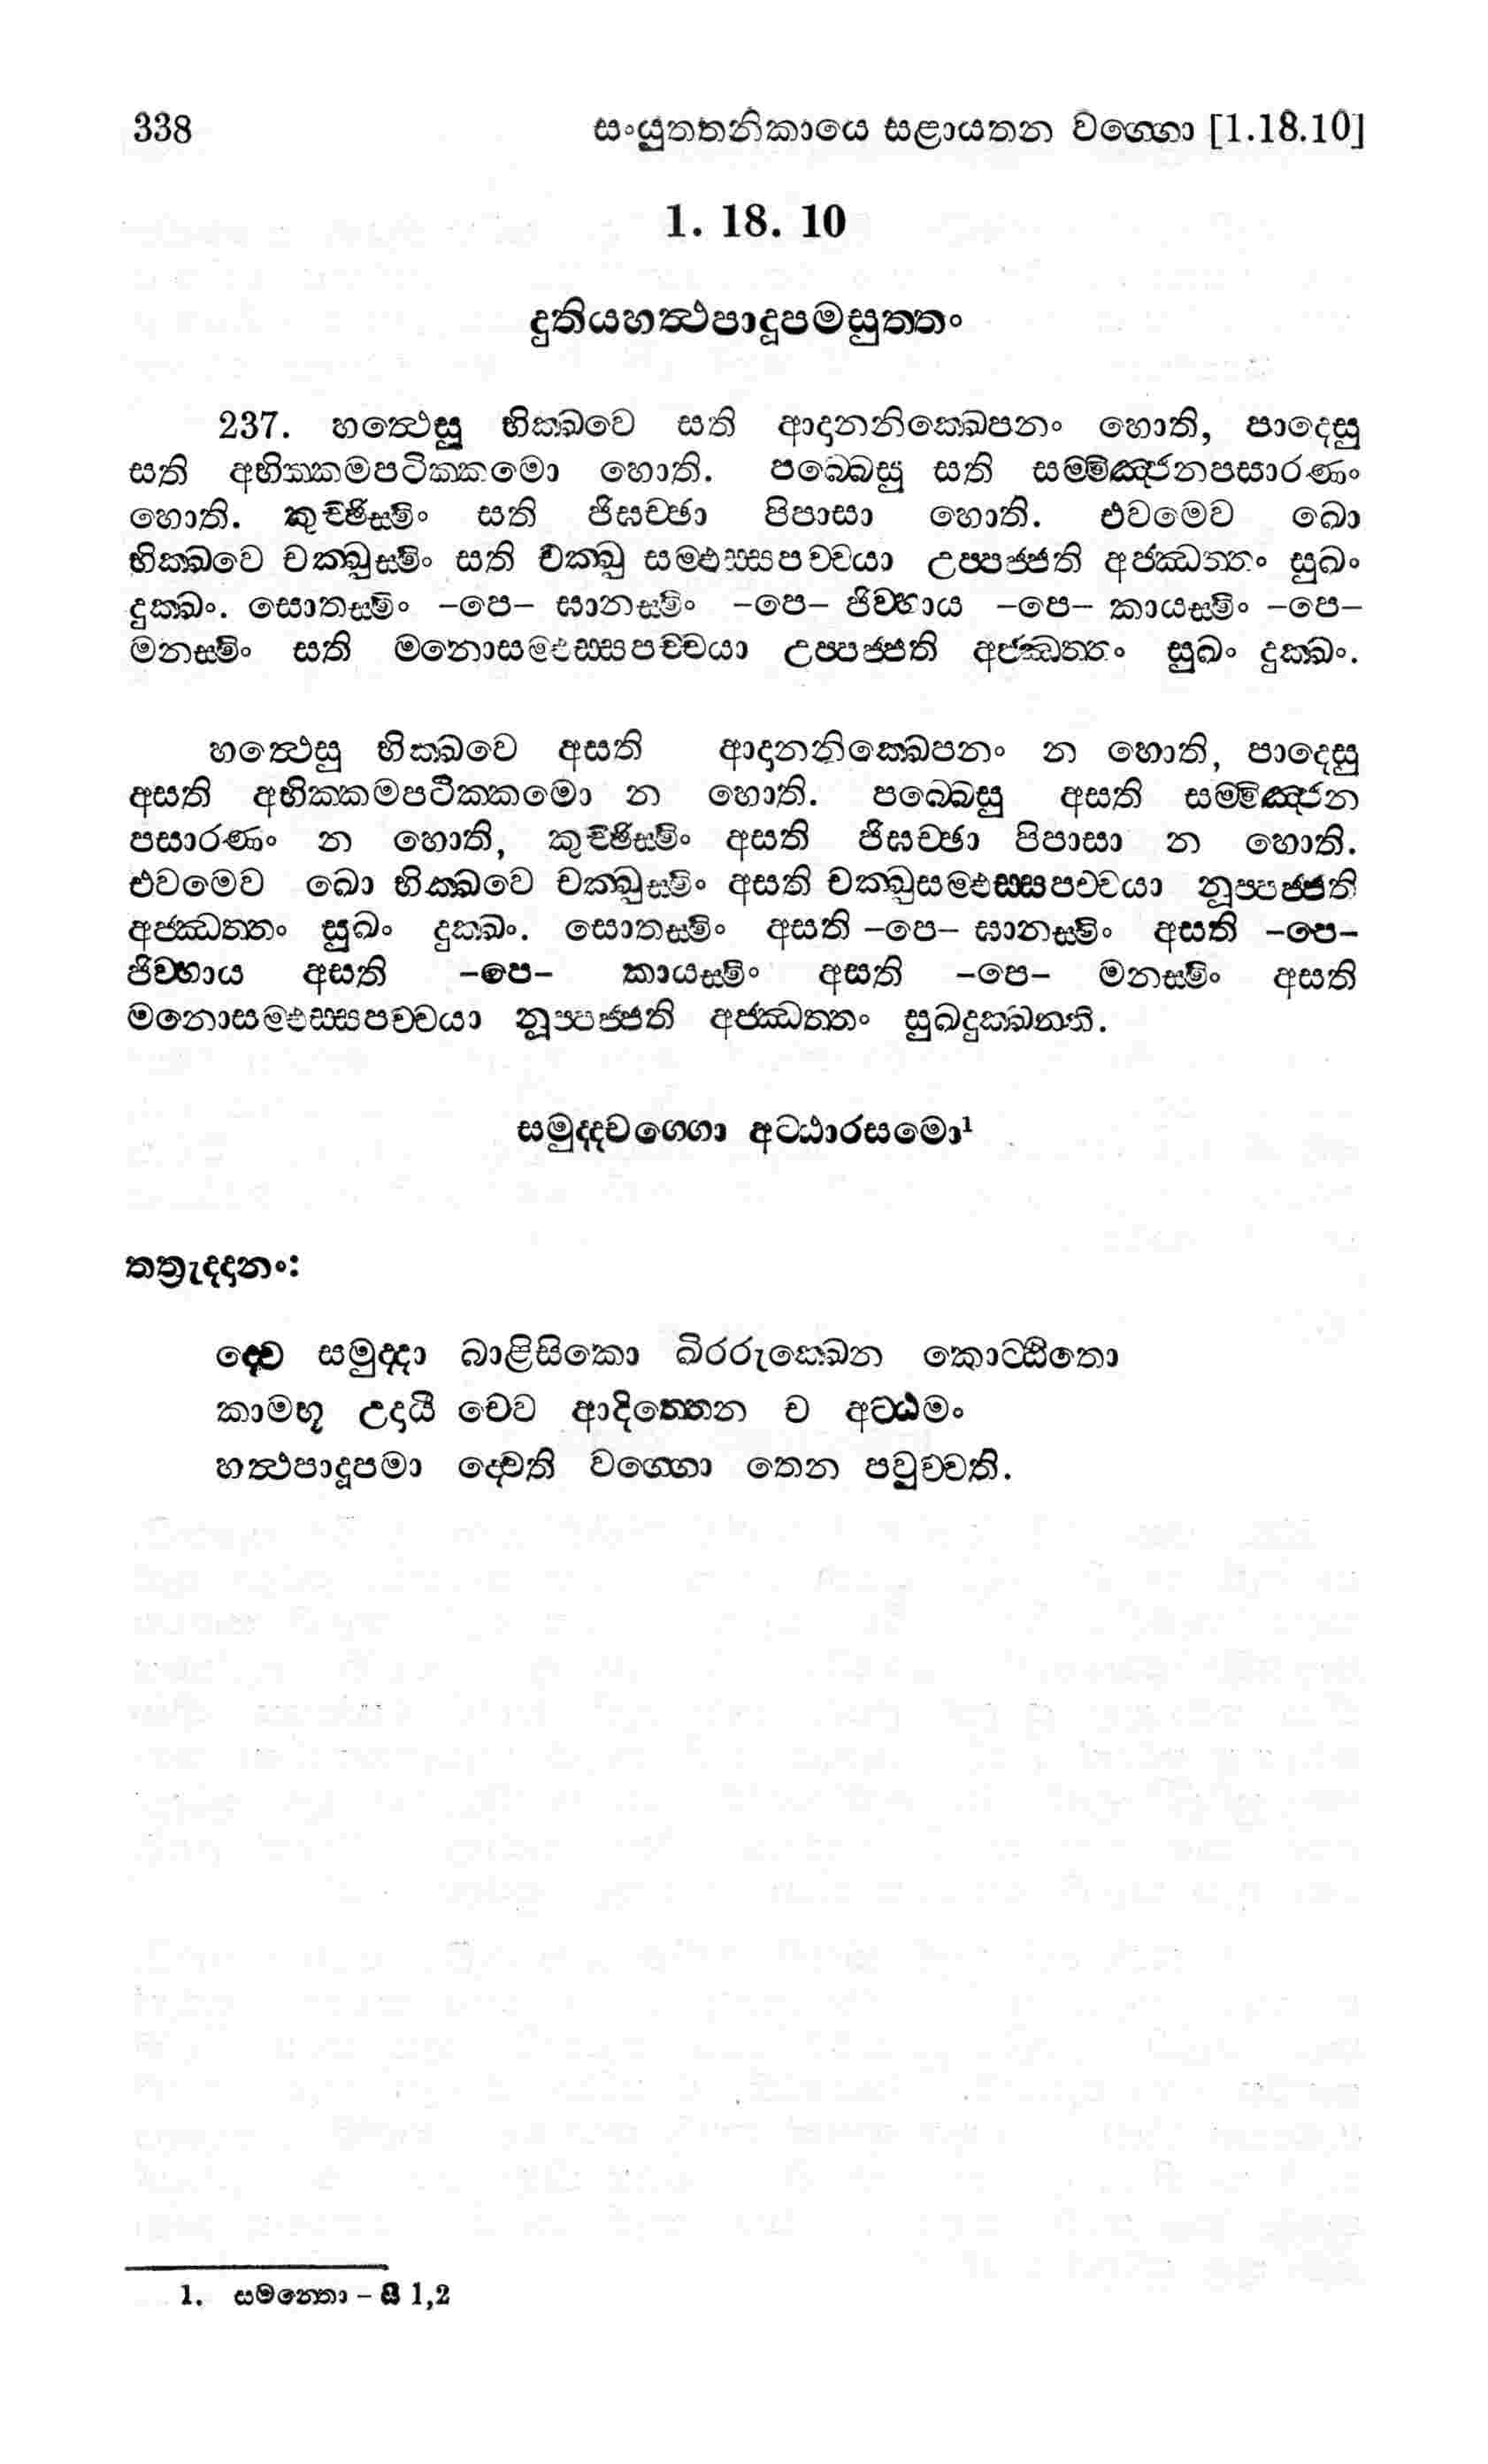 338 සංයුත්තනිකායෙ සළායතන වග්ගො [1.18.10]
1. 18. 10
දුතියහත්ථපාදූපමසුත්තං
237. හත්ථෙසු භික්ඛවෙ සති ආදානනික්ඛෙපනං හොති, පාදෙසු
සති අභික්කමපටික්කමො හොති. පබ්බෙසු සති සම්මිඤ්ජනපසාරණං
හොති. කුච්ඡිස්මිං සති ජිඝච්ඡා පිපාසා හොති. එවමෙව ඛො
භික්ඛවෙ චක්ඛුස්මිං සති චක්ඛු සම්ඵස්සපච්චයා උප්පජ්ජති අජ්ඣත්තං සුඛං
දුක්ඛං. සොතස්මිං –පෙ– ඝානස්මිං –පෙ– ජිව්හාය –පෙ– කායස්මිං –පෙ–
මනස්මිං සති මනොසම්ඵස්සපච්චයා උප්පජ්ජති අජ්ඣත්තං සුඛං දුක්ඛං.
හත්ථෙසු භික්ඛවෙ අසති ආදානනික්ඛෙපනං න හොති, පාදෙසු
අසති අභික්කමපටික්කමො න හොති. පබ්බෙසු අසති සම්මිඤ්ජන
පසාරණං න හොති, කුච්ඡිස්මිං අසති ජිඝච්ඡා පිපාසා න හොති.
එවමෙව ඛො භික්ඛවෙ චක්ඛුස්මිං අසති චක්ඛුසම්ඵස්සපච්චයා නූප්පජ්ජති
අජ්ඣත්තං සුඛං දුක්ඛං. සොතස්මිං අසති –පෙ– ඝානස්මිං අසති –පෙ–
ජිව්හාය අසති –පෙ– කායස්මිං අසති –පෙ– මනස්මිං අසති
මනොසම්ඵස්සපච්චයා නූප්පජ්ජති අජ්ඣත්තං සුඛදුක්ඛන්ති.
සමුද්දවග්ගො අට්ඨාරසමො¹
තත්‍රැද්දානං:
ද්වෙ සමුද්දා බාළිසිකො ඛිරරුක්ඛෙන කොට්ඨිතො
කාමභූ උදායී චෙව ආදිත්තෙන ච අට්ඨමං
හත්ථපාදූපමා ද්වෙති වග්ගො තෙන පවුච්චති.
1. සමත්තො – සී 1,2